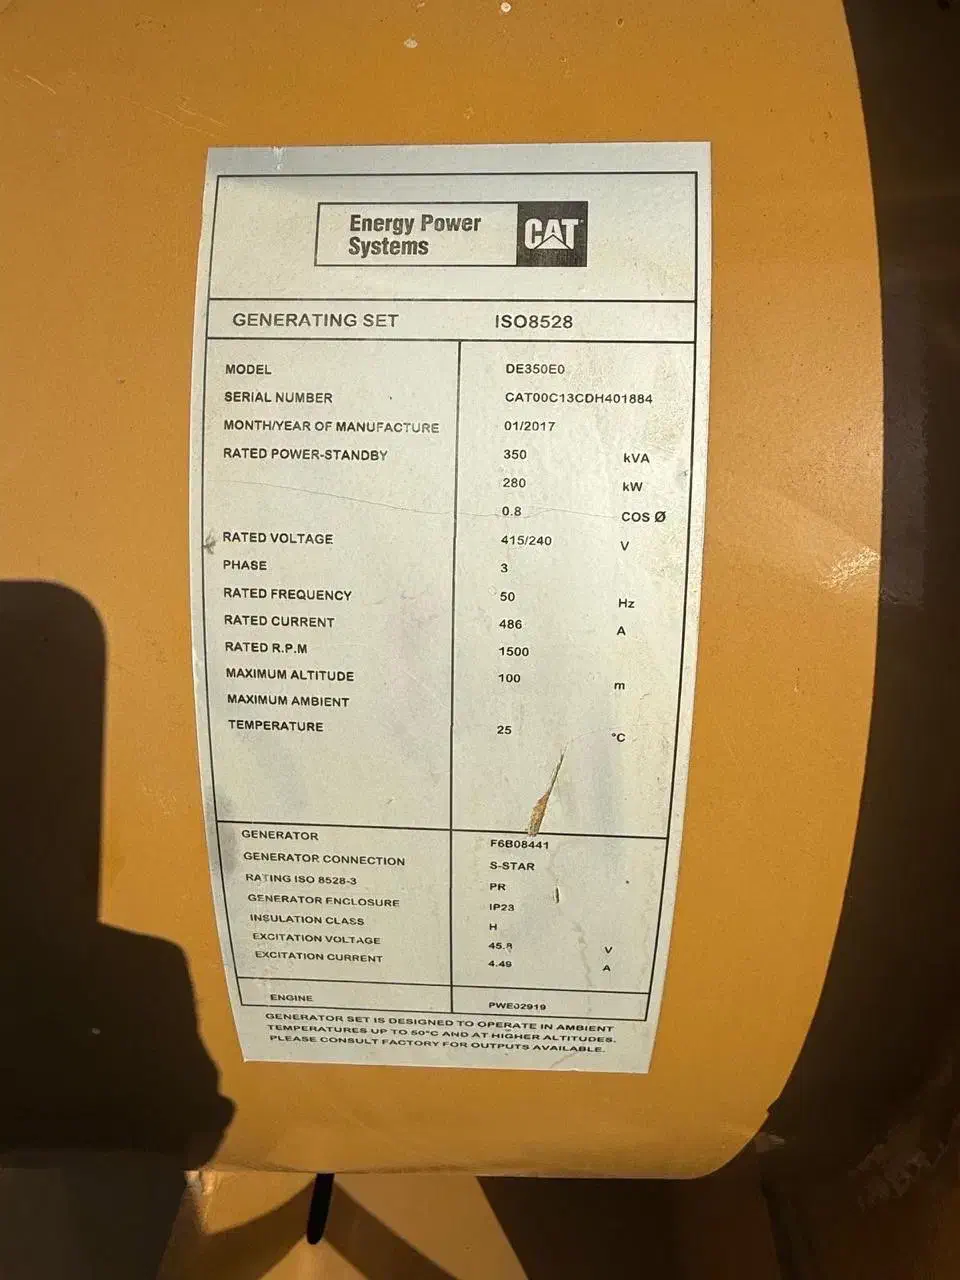 Energy Power
Systems
CAT
GENERATING SET ISO8528
MODEL DE350E0
SERIAL NUMBER CAT00C13CDH401884
MONTH/YEAR OF MANUFACTURE 01/2017
RATED POWER-STANDBY 350 kVA
280 kW
0.8 COS Ø
RATED VOLTAGE 415/240 V
PHASE 3
RATED FREQUENCY 50 Hz
RATED CURRENT 486 A
RATED R.P.M 1500
MAXIMUM ALTITUDE 100 m
MAXIMUM AMBIENT
TEMPERATURE 25 °C
GENERATOR F6B08441
GENERATOR CONNECTION S-STAR
RATING ISO 8528-3 PR
GENERATOR ENCLOSURE IP23
INSULATION CLASS H
EXCITATION VOLTAGE 45.8 V
EXCITATION CURRENT 4.49 A
ENGINE PWE02919
GENERATOR SET IS DESIGNED TO OPERATE IN AMBIENT
TEMPERATURES UP TO 50°C AND AT HIGHER ALTITUDES.
PLEASE CONSULT FACTORY FOR OUTPUTS AVAILABLE.